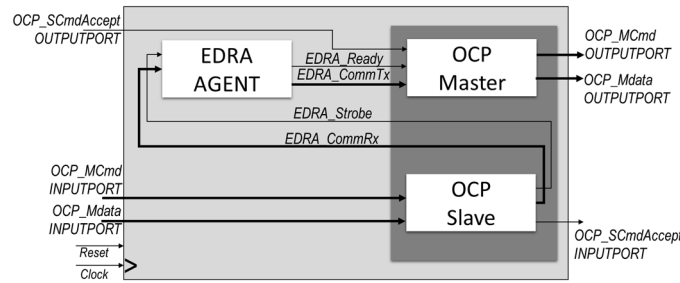 OCP_SCmdAccept
OUTPUTPORT
EDRA
AGENT
EDRA_Ready
EDRA_CommTx
OCP
Master
OCP_MCmd
OUTPUTPORT
OCP_Mdata
OUTPUTPORT
EDRA_Strobe
EDRA_CommRx
OCP_MCmd
INPUTPORT
OCP_Mdata
INPUTPORT
OCP
Slave
OCP_SCmdAccept
INPUTPORT
Reset
Clock